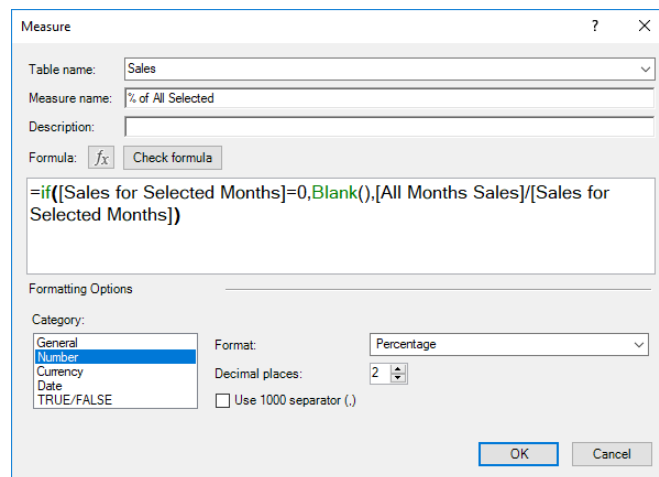 Measure ? ×
Table name: Sales
Measure name: % of All Selected
Description:
Formula: fx Check formula
=if([Sales for Selected Months]=0,Blank(),[All Months Sales]/[Sales for
Selected Months])
Formatting Options
Category:
General
Number
Currency
Date
TRUE/FALSE
Format: Percentage
Decimal places: 2
Use 1000 separator (,)
OK Cancel